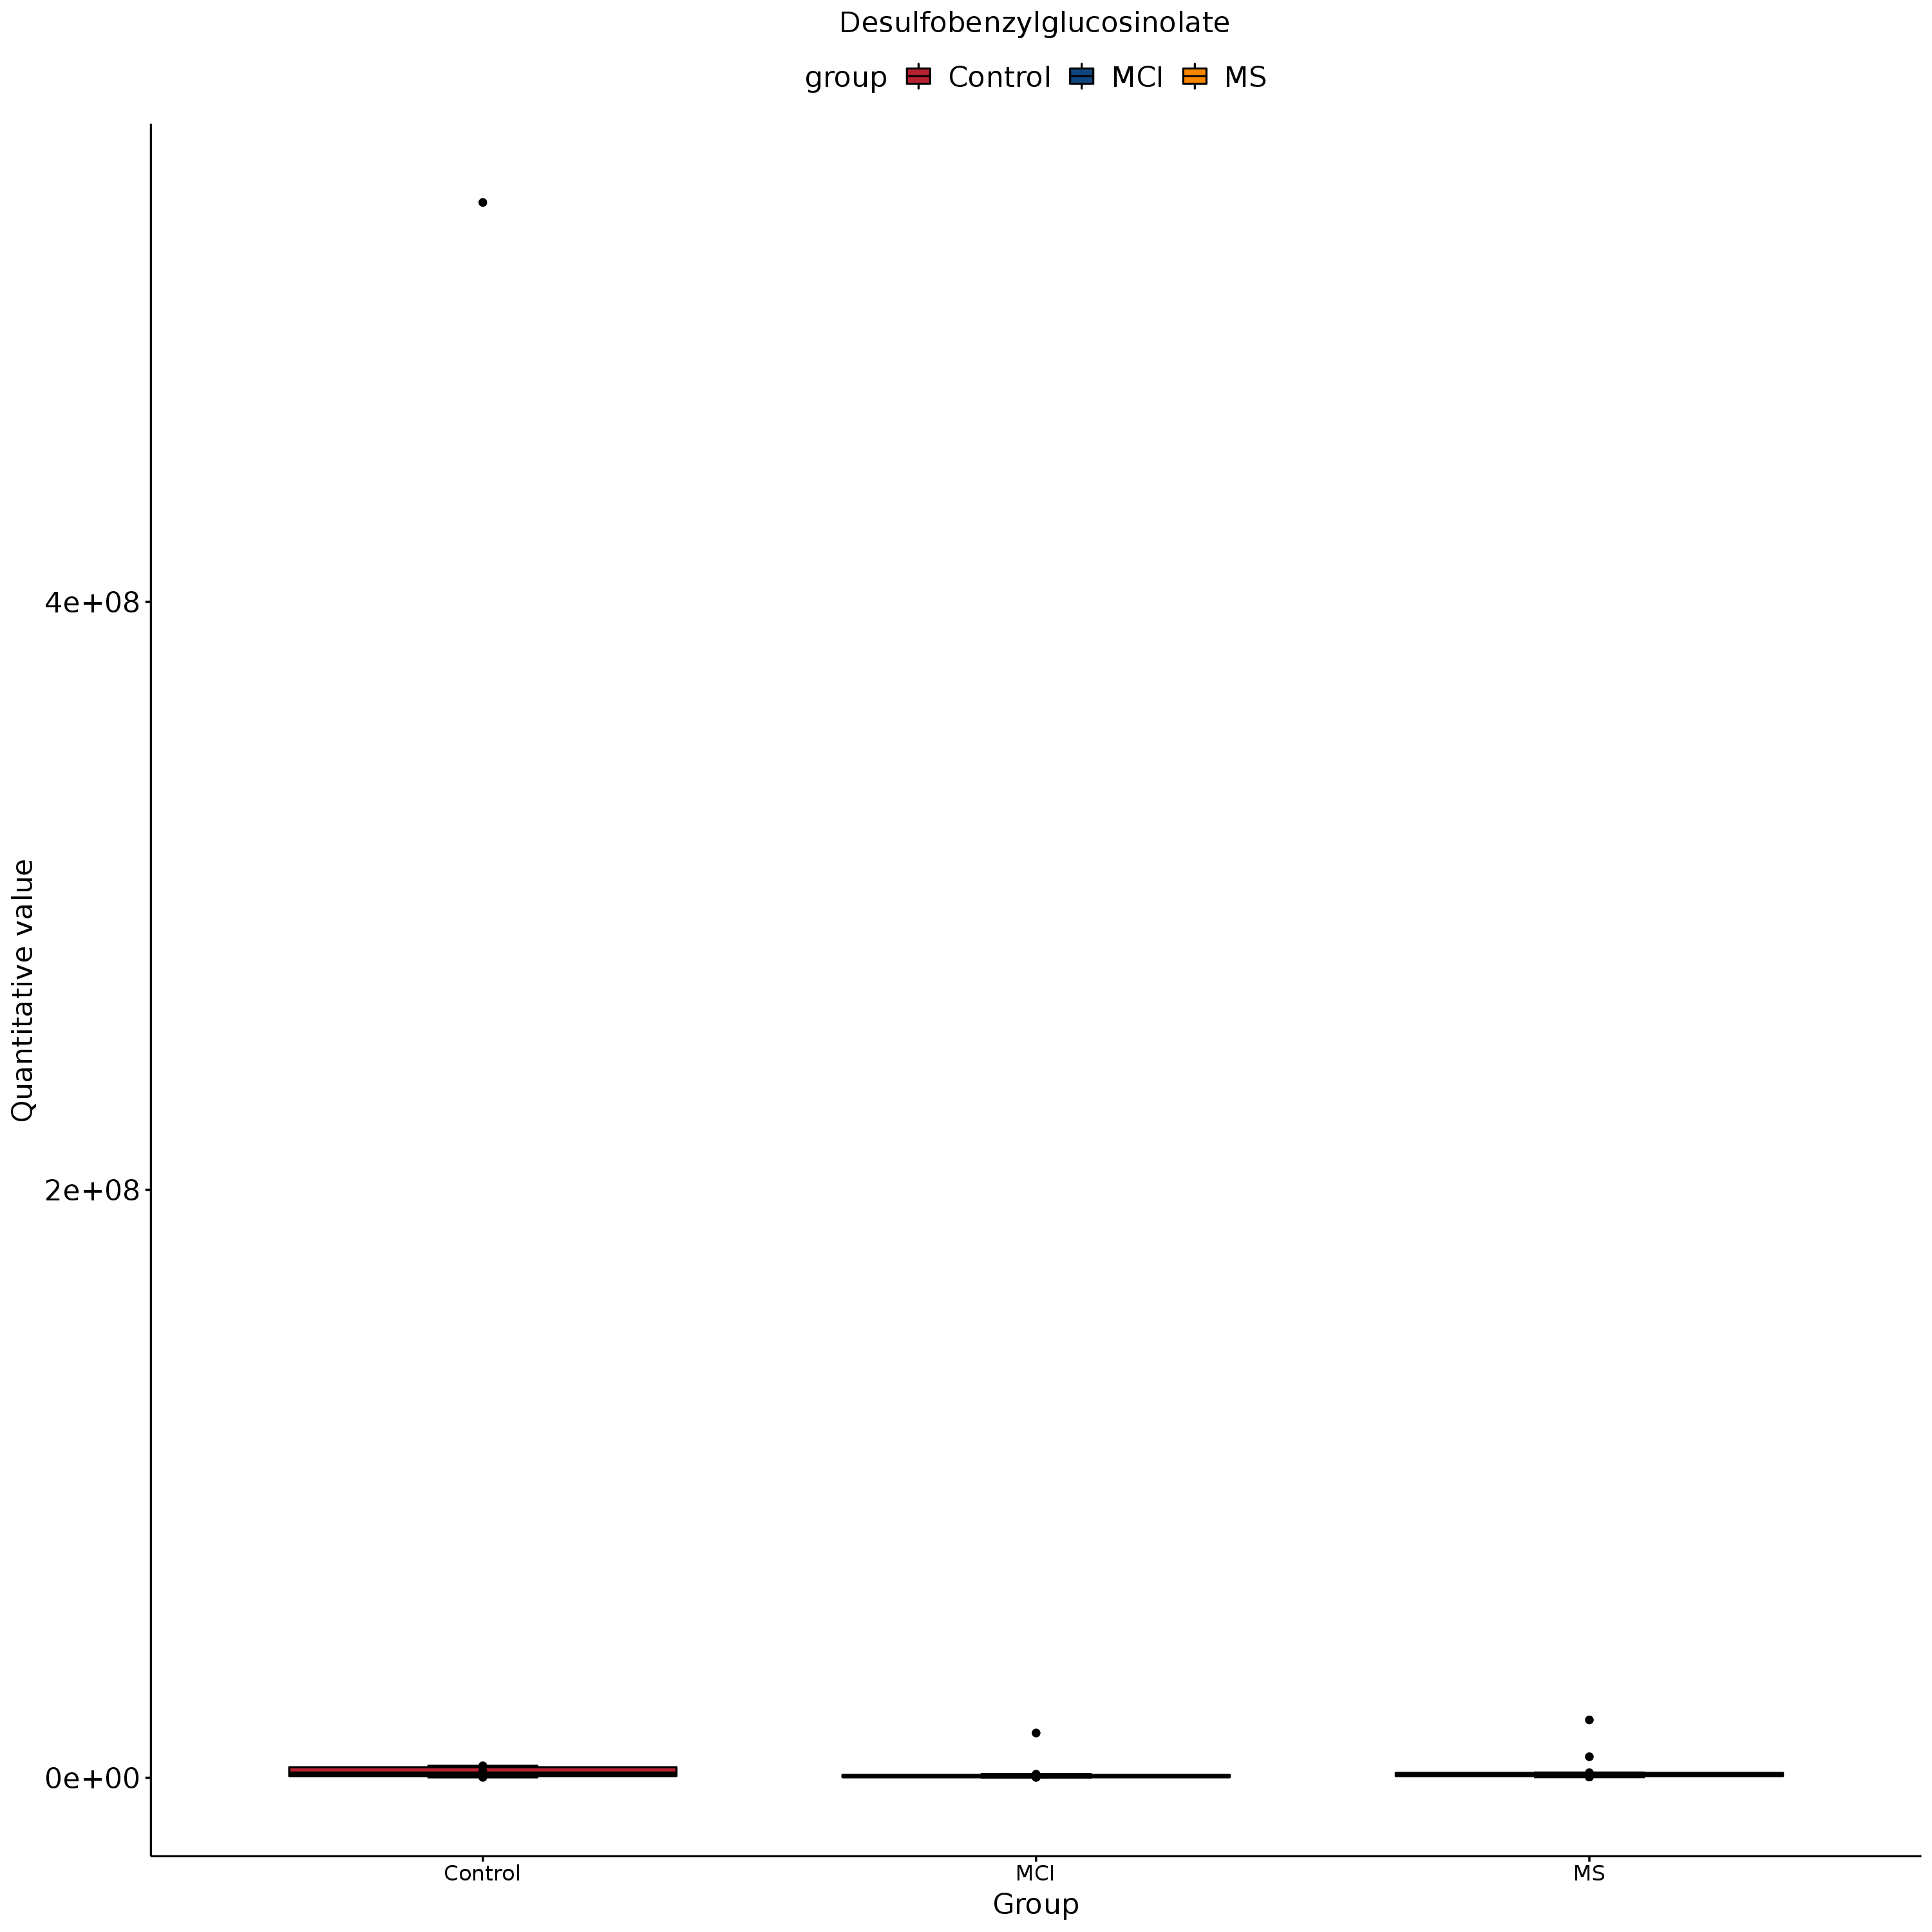 Desulfobenzylglucosinolate
group Control MCI MS
Quantitative value
4e+08
2e+08
0e+00
Control MCI MS
Group